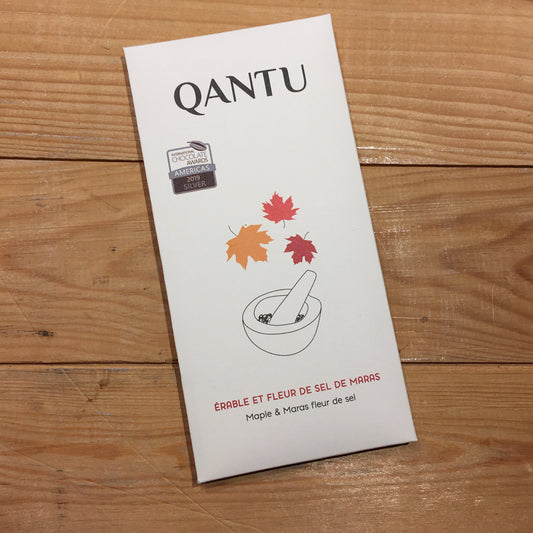 QANTU
INTERNATIONAL
CHOCOLATE
AWARDS
AMERICAS
2019
SILVER
ÉRABLE ET FLEUR DE SEL DE MARAS
Maple & Maras fleur de sel